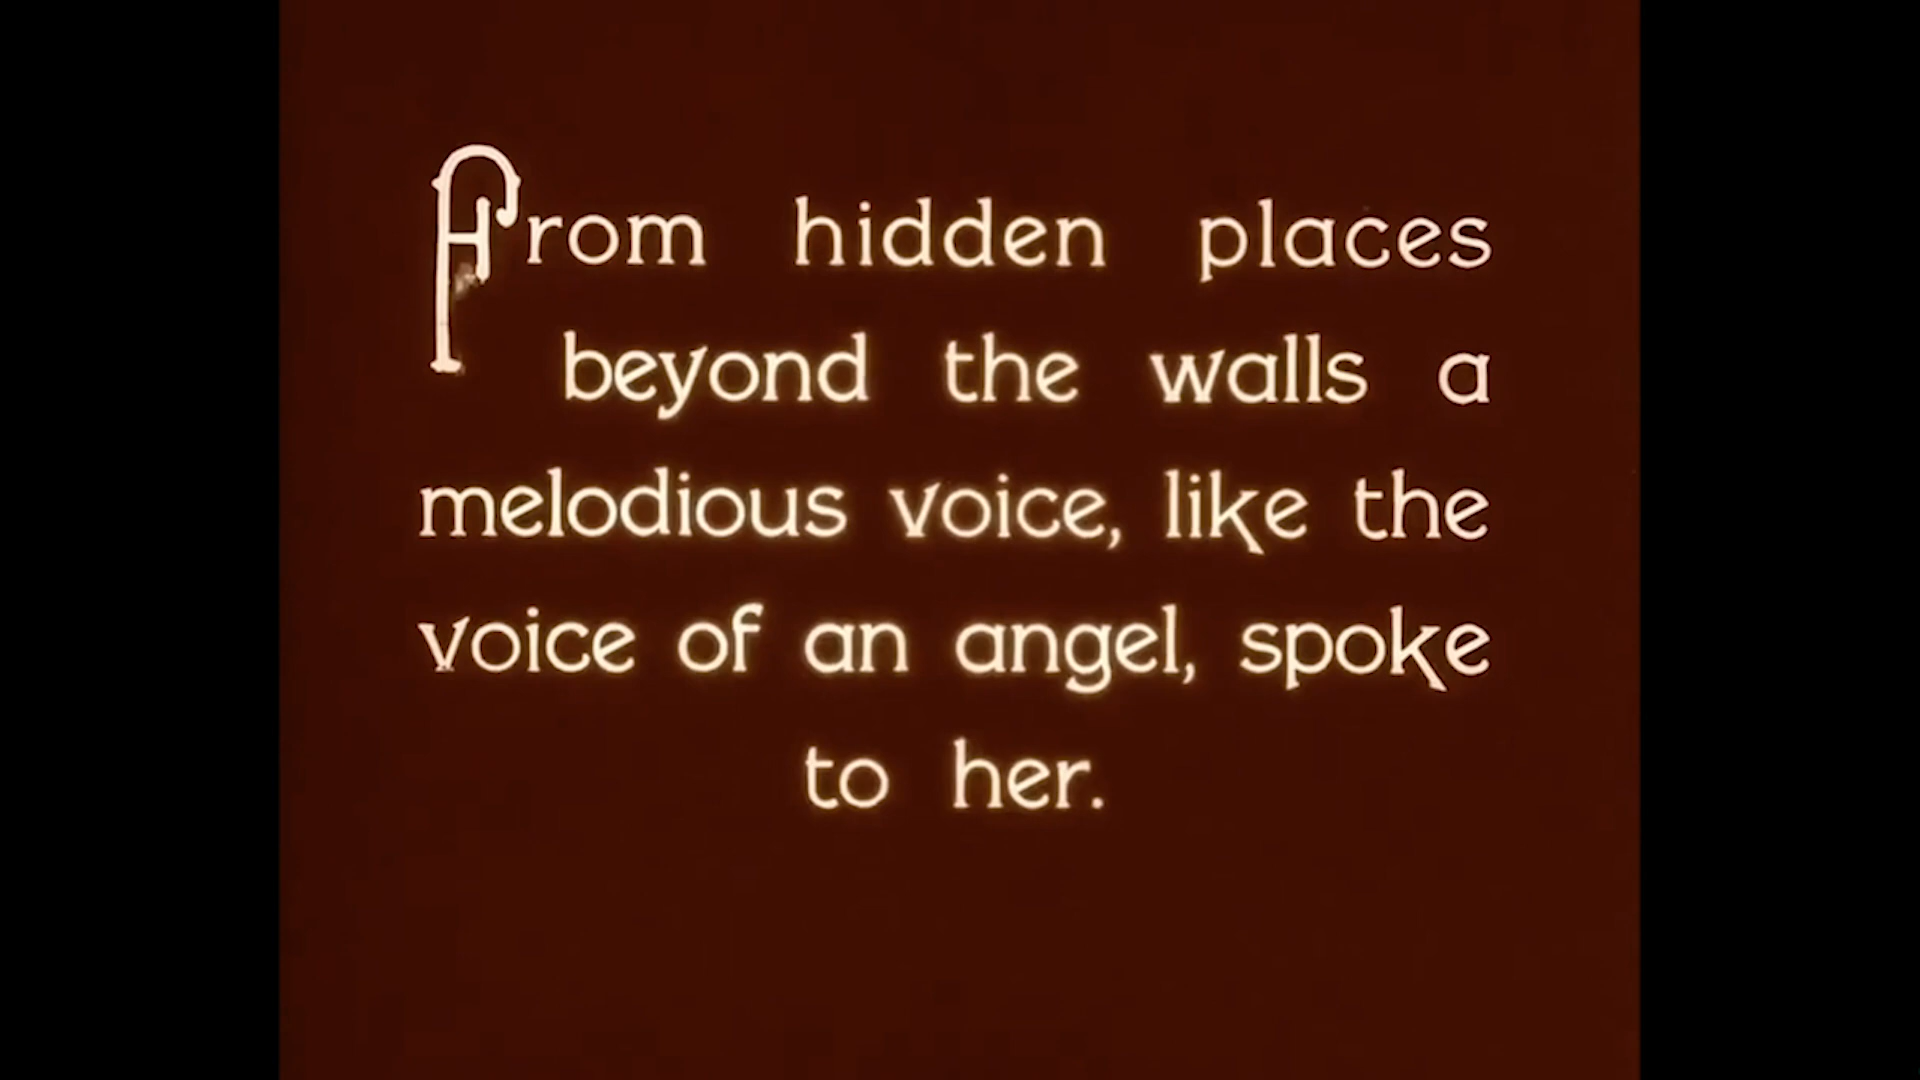 From hidden places
beyond the walls a
melodious voice, like the
voice of an angel, spoke
to her.